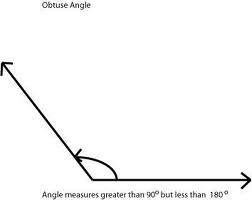 Obtuse Angle
Angle measures greater than 90° but less than 180°